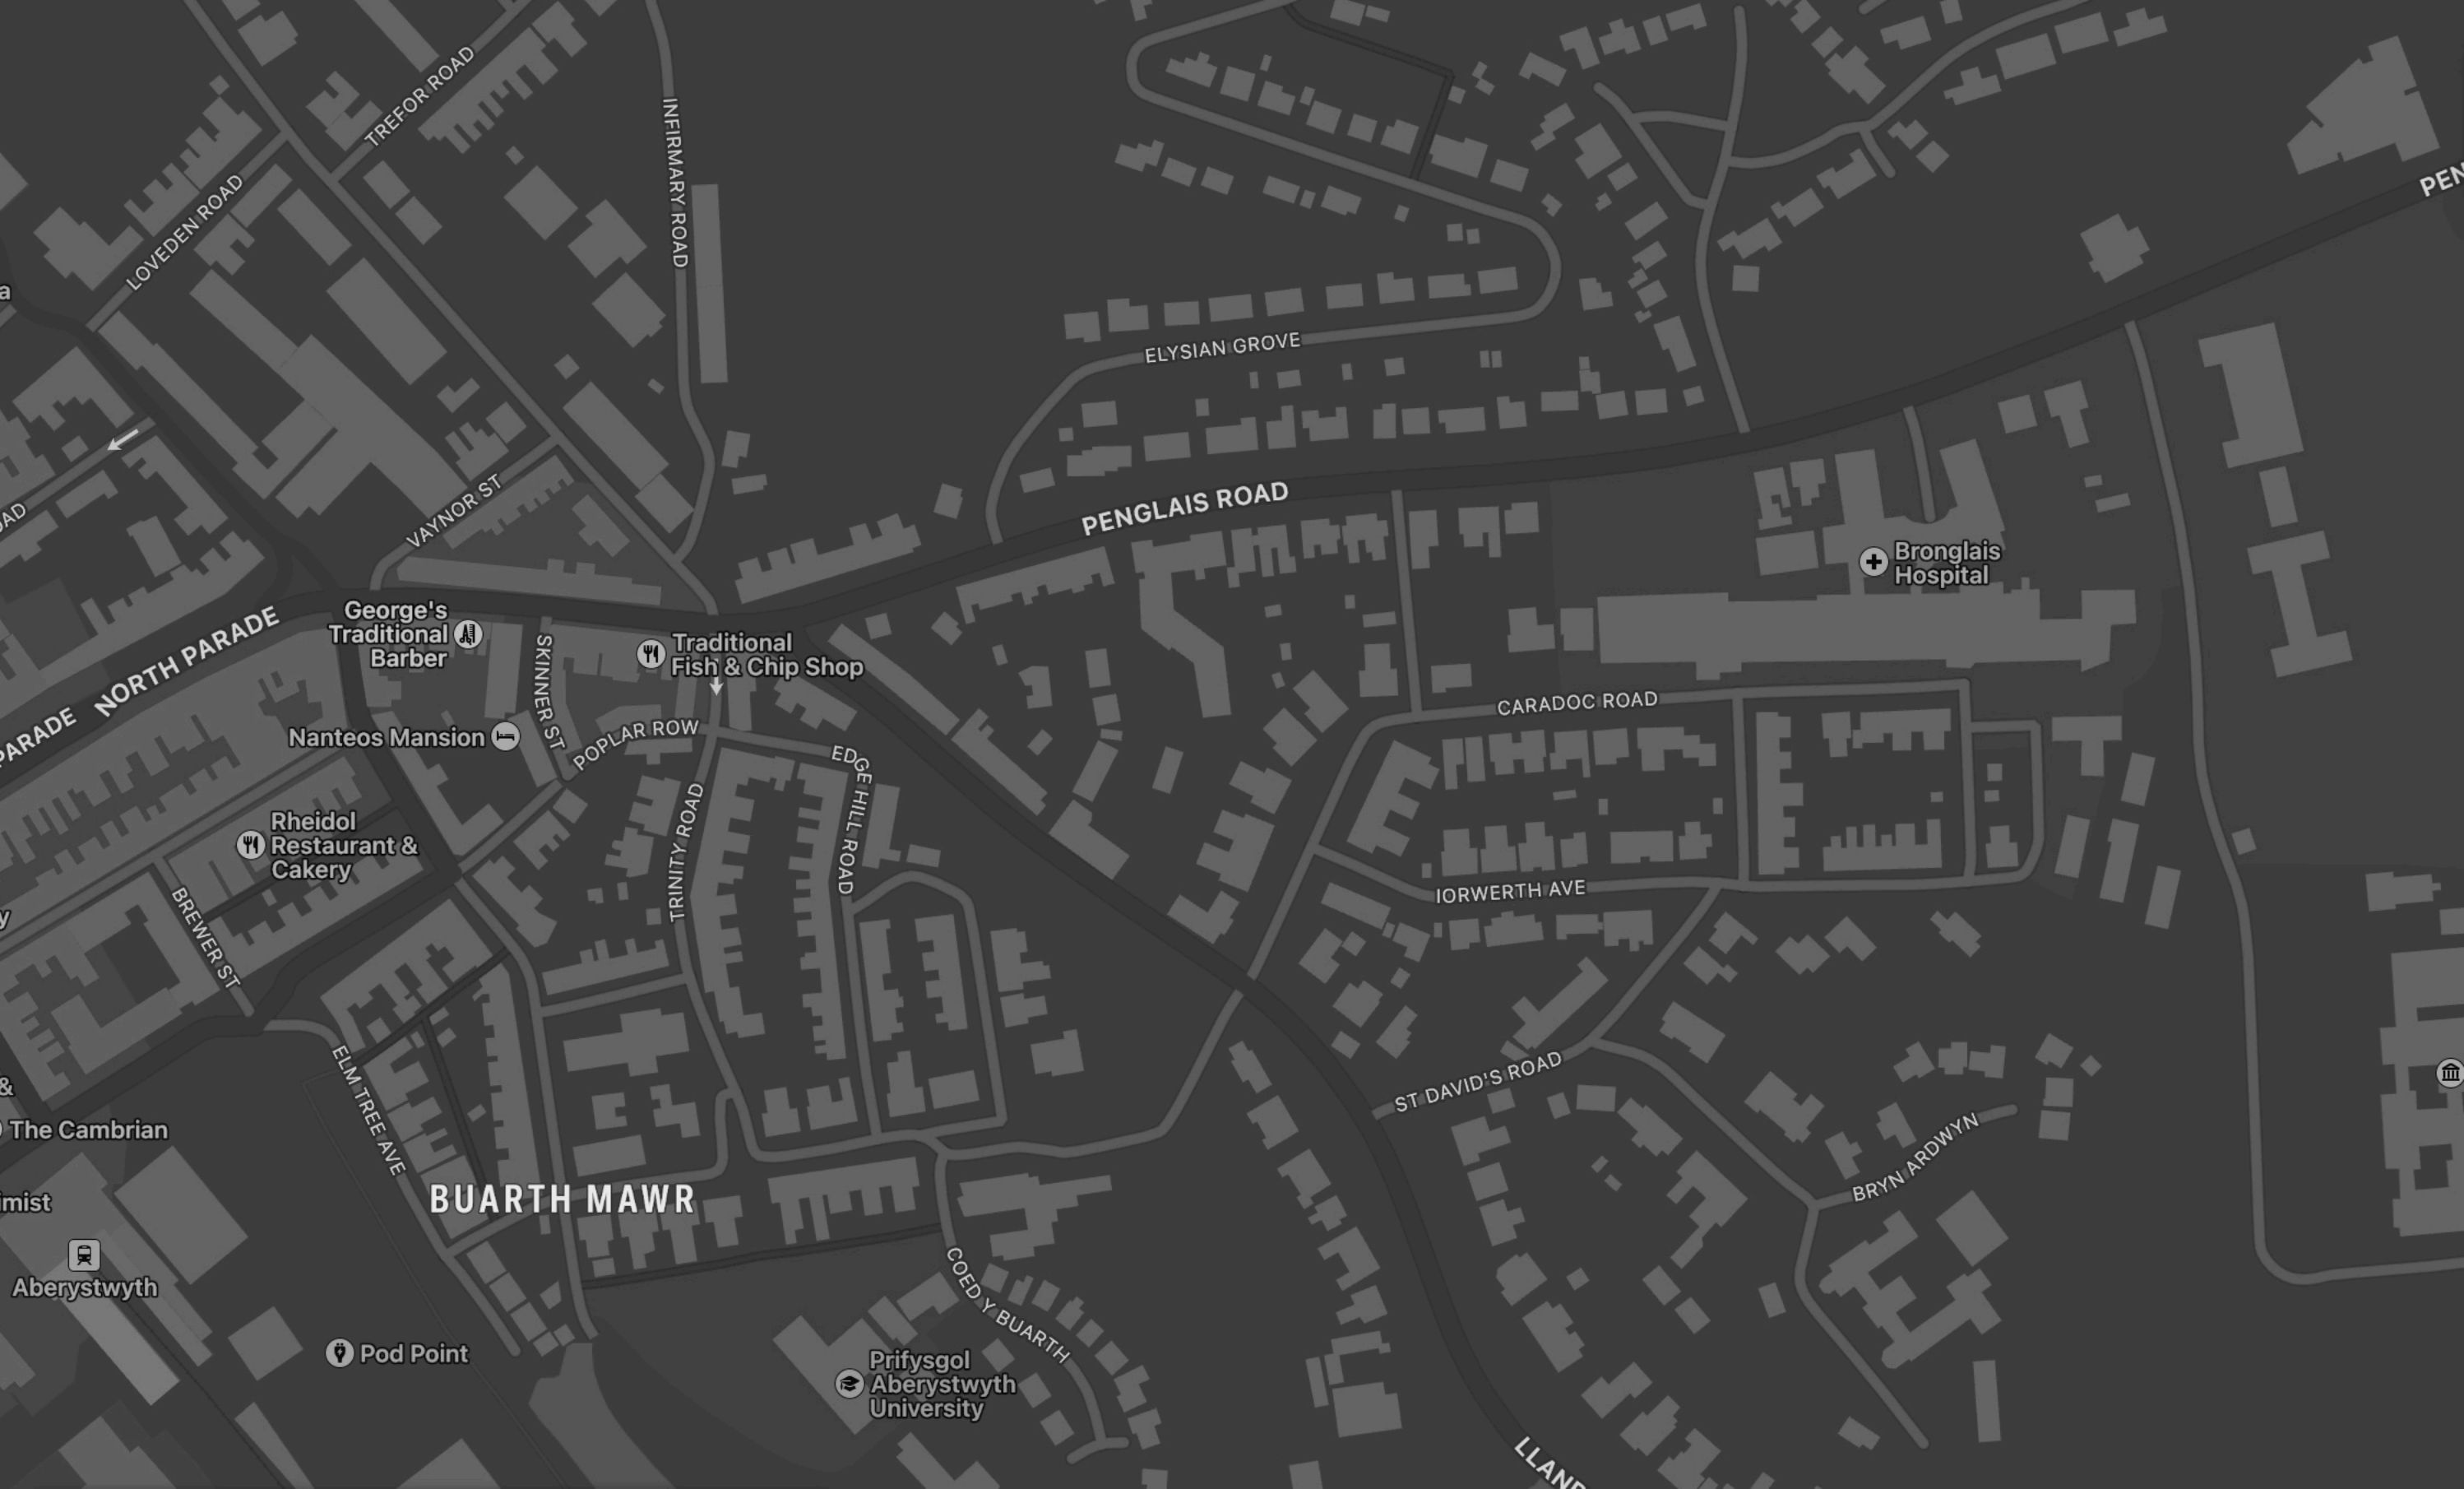 TREFOR ROAD
INFIRMARY ROAD
LOVEDEN ROAD
PEN
a
ELYSIAN GROVE
VAYNOR ST
OAD
PENGLAIS ROAD
Bronglais
Hospital
George's
Traditional
Barber
NORTH PARADE
PARADE
SKINNER ST
Traditional
Fish & Chip Shop
CARADOC ROAD
Nanteos Mansion
POPLAR ROW
EDGE HILL ROAD
TRINITY ROAD
Rheidol
Restaurant &
Cakery
BREWER ST
IORWERTH AVE
y
ELM TREE AVE
ST DAVID'S ROAD
&
The Cambrian
BRYN ARDWYN
imist
BUARTH MAWR
Aberystwyth
COED Y BUARTH
Pod Point
Prifysgol
Aberystwyth
University
LLAND